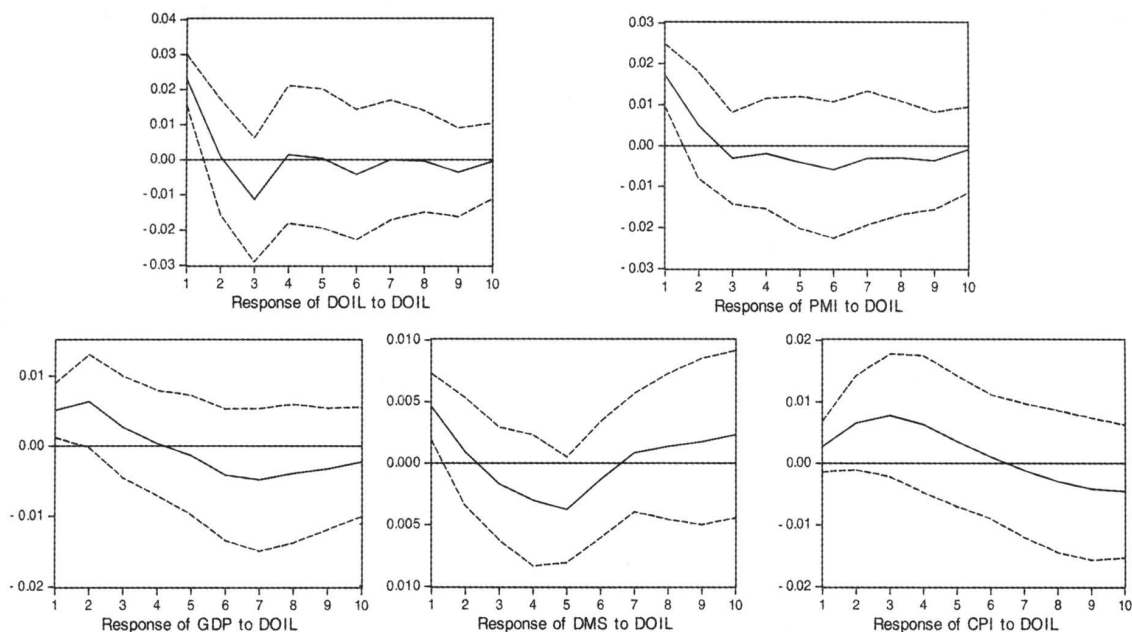 0.04
0.03
0.02
0.01
0.00
- 0.01
- 0.02
-0.03
1 2 3 4 5 6 7 8 9 10
Response of DOIL to DOIL
0.03
0.02
0.01
0.00
- 0.01
- 0.02
- 0.03
1 2 3 4 5 6 7 8 9 10
Response of PMI to DOIL
0.01
0.00
- 0.01
- 0.02
1 2 3 4 5 6 7 8 9 10
Response of GDP to DOIL
0.010
0.005
0.000
0.005
0.010
1 2 3 4 5 6 7 8 9 10
Response of DMS to DOIL
0.02
0.01
0.00
- 0.01
- 0.02
1 2 3 4 5 6 7 8 9 10
Response of CPI to DOIL